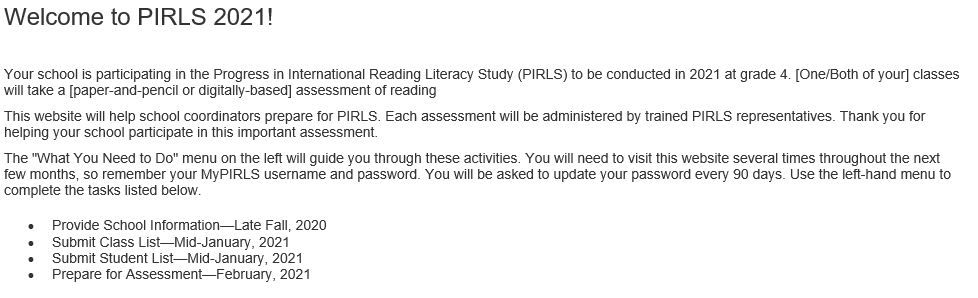 Welcome to PIRLS 2021!
Your school is participating in the Progress in International Reading Literacy Study (PIRLS) to be conducted in 2021 at grade 4. [One/Both of your] classes
will take a [paper-and-pencil or digitally-based] assessment of reading
This website will help school coordinators prepare for PIRLS. Each assessment will be administered by trained PIRLS representatives. Thank you for
helping your school participate in this important assessment.
The "What You Need to Do" menu on the left will guide you through these activities. You will need to visit this website several times throughout the next
few months, so remember your MyPIRLS username and password. You will be asked to update your password every 90 days. Use the left-hand menu to
complete the tasks listed below.
• Provide School Information—Late Fall, 2020
• Submit Class List—Mid-January, 2021
• Submit Student List—Mid-January, 2021
• Prepare for Assessment—February, 2021